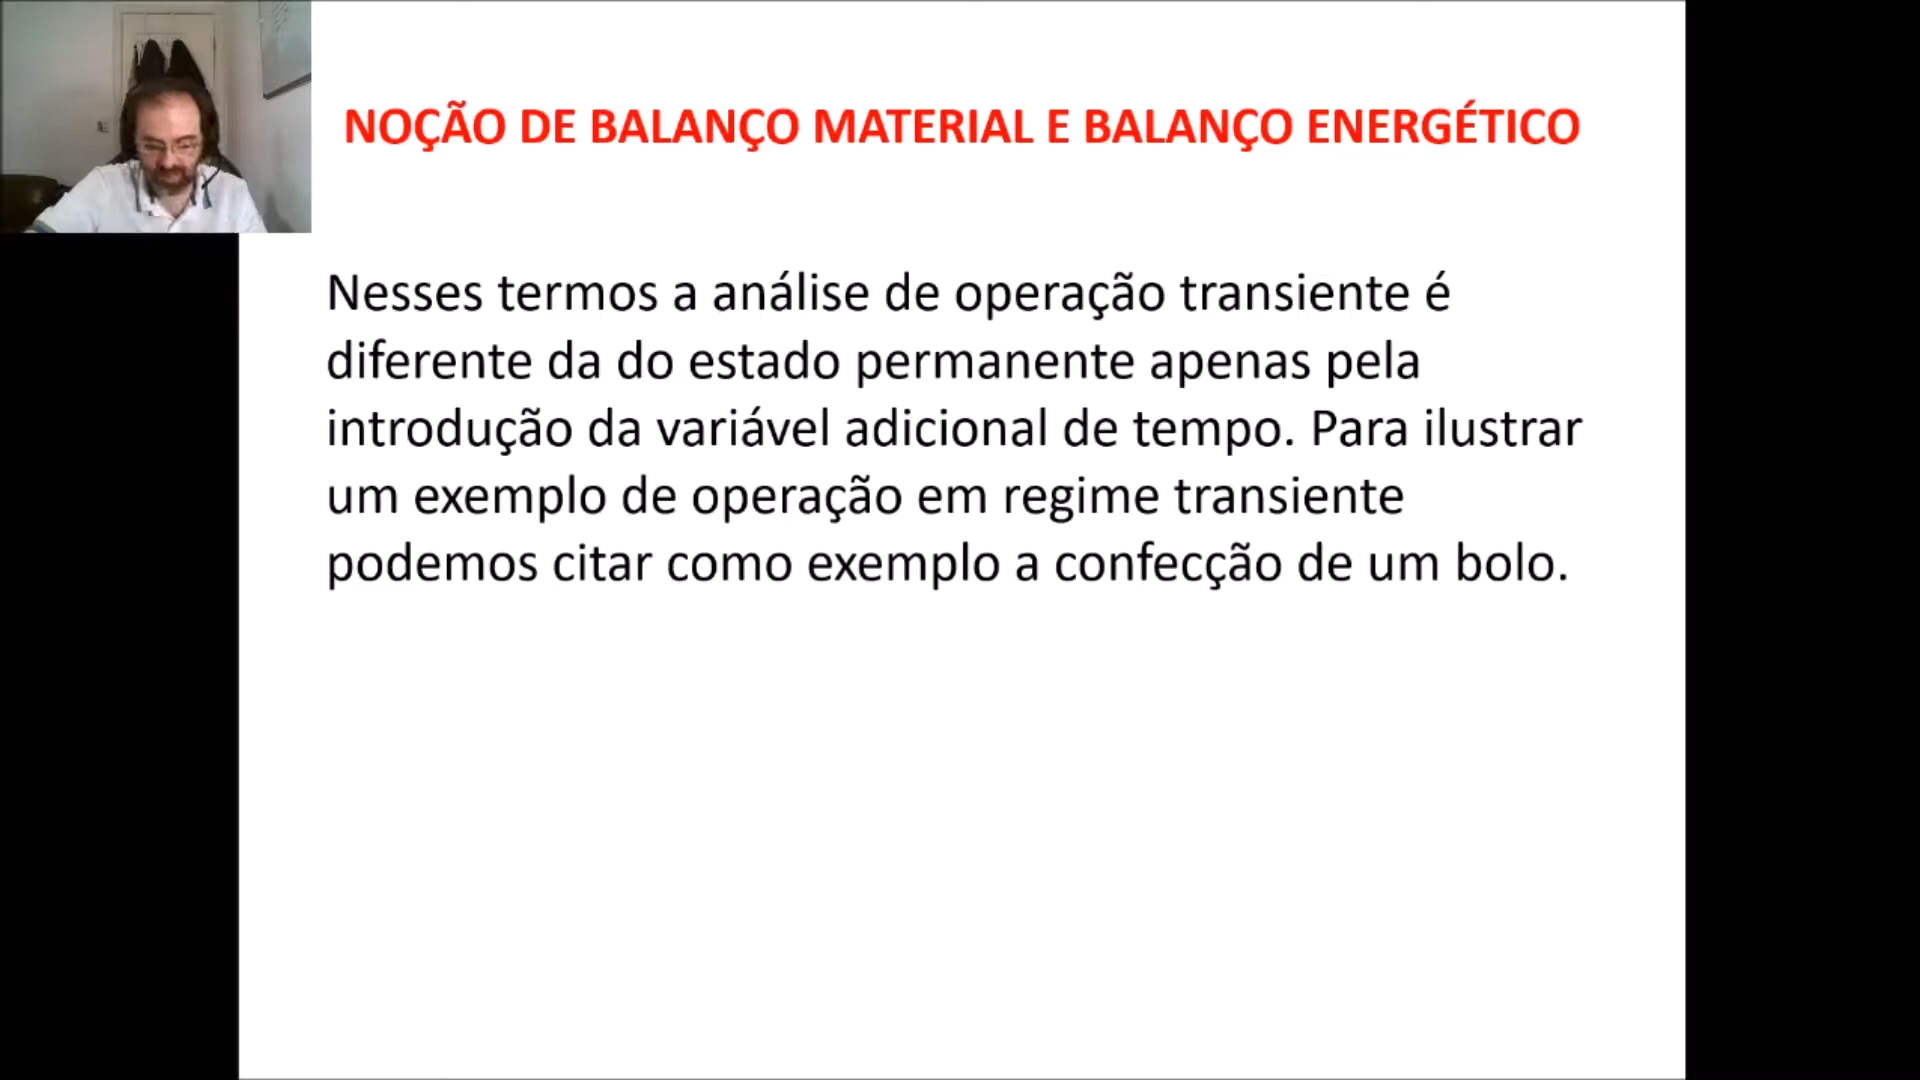 NOÇÃO DE BALANÇO MATERIAL E BALANÇO ENERGÉTICO
Nesses termos a análise de operação transiente é
diferente da do estado permanente apenas pela
introdução da variável adicional de tempo. Para ilustrar
um exemplo de operação em regime transiente
podemos citar como exemplo a confecção de um bolo.